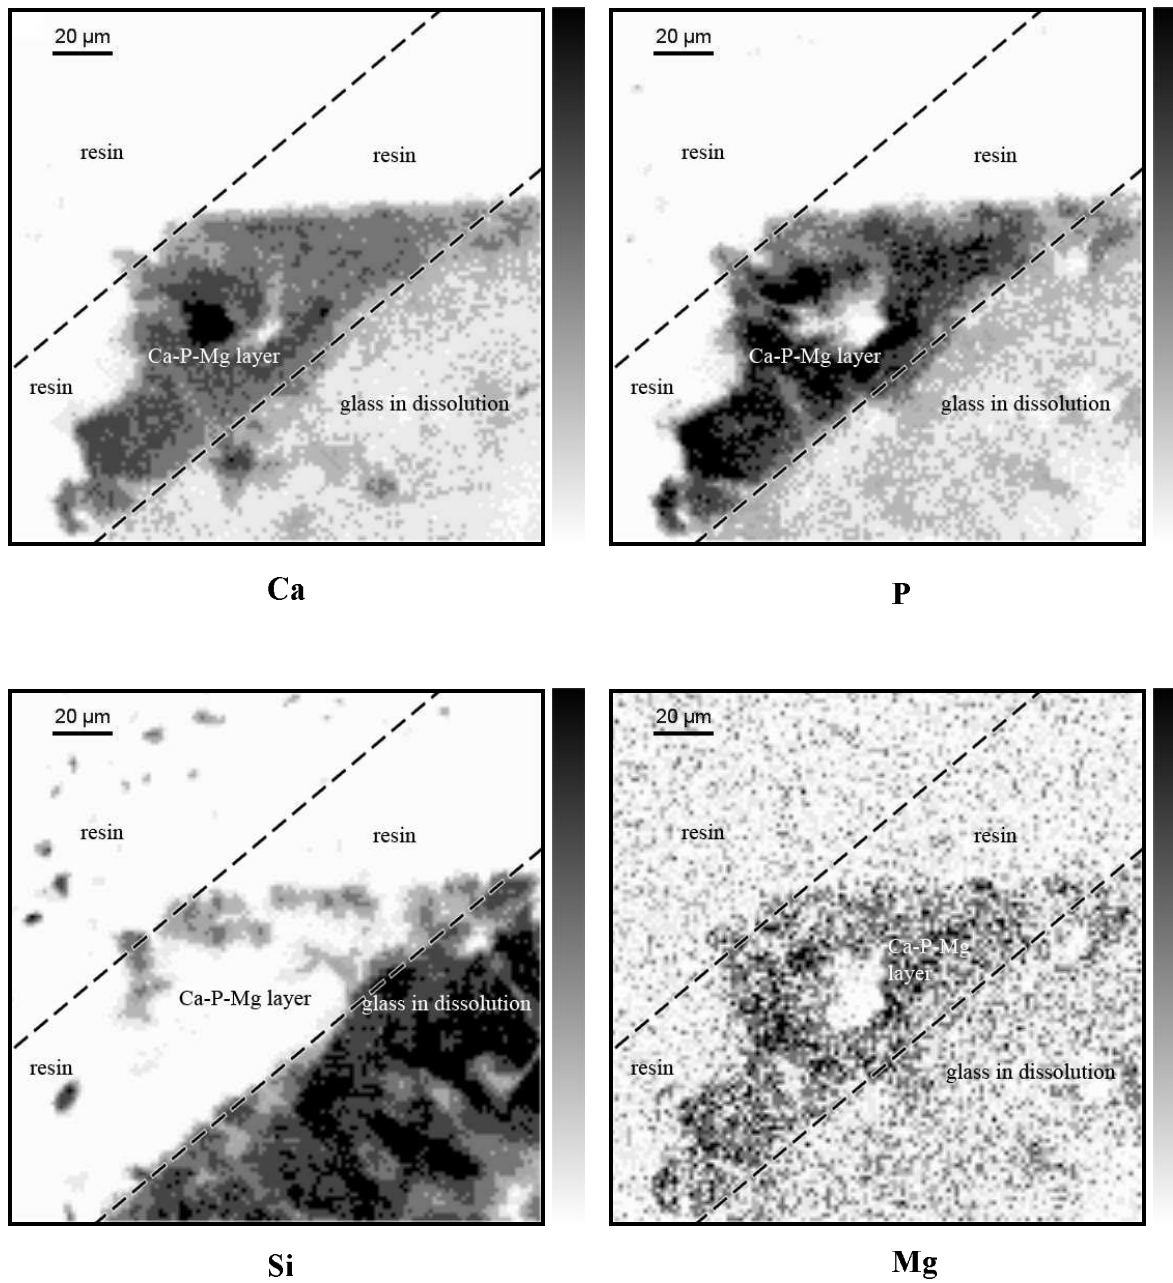 20 µm
resin
resin
resin
Ca-P-Mg layer
glass in dissolution
Ca
20 µm
resin
resin
resin
Ca-P-Mg layer
glass in dissolution
P
20 µm
resin
resin
resin
Ca-P-Mg layer
glass in dissolution
Si
20 µm
resin
resin
resin
Ca-P-Mg
layer
glass in dissolution
Mg